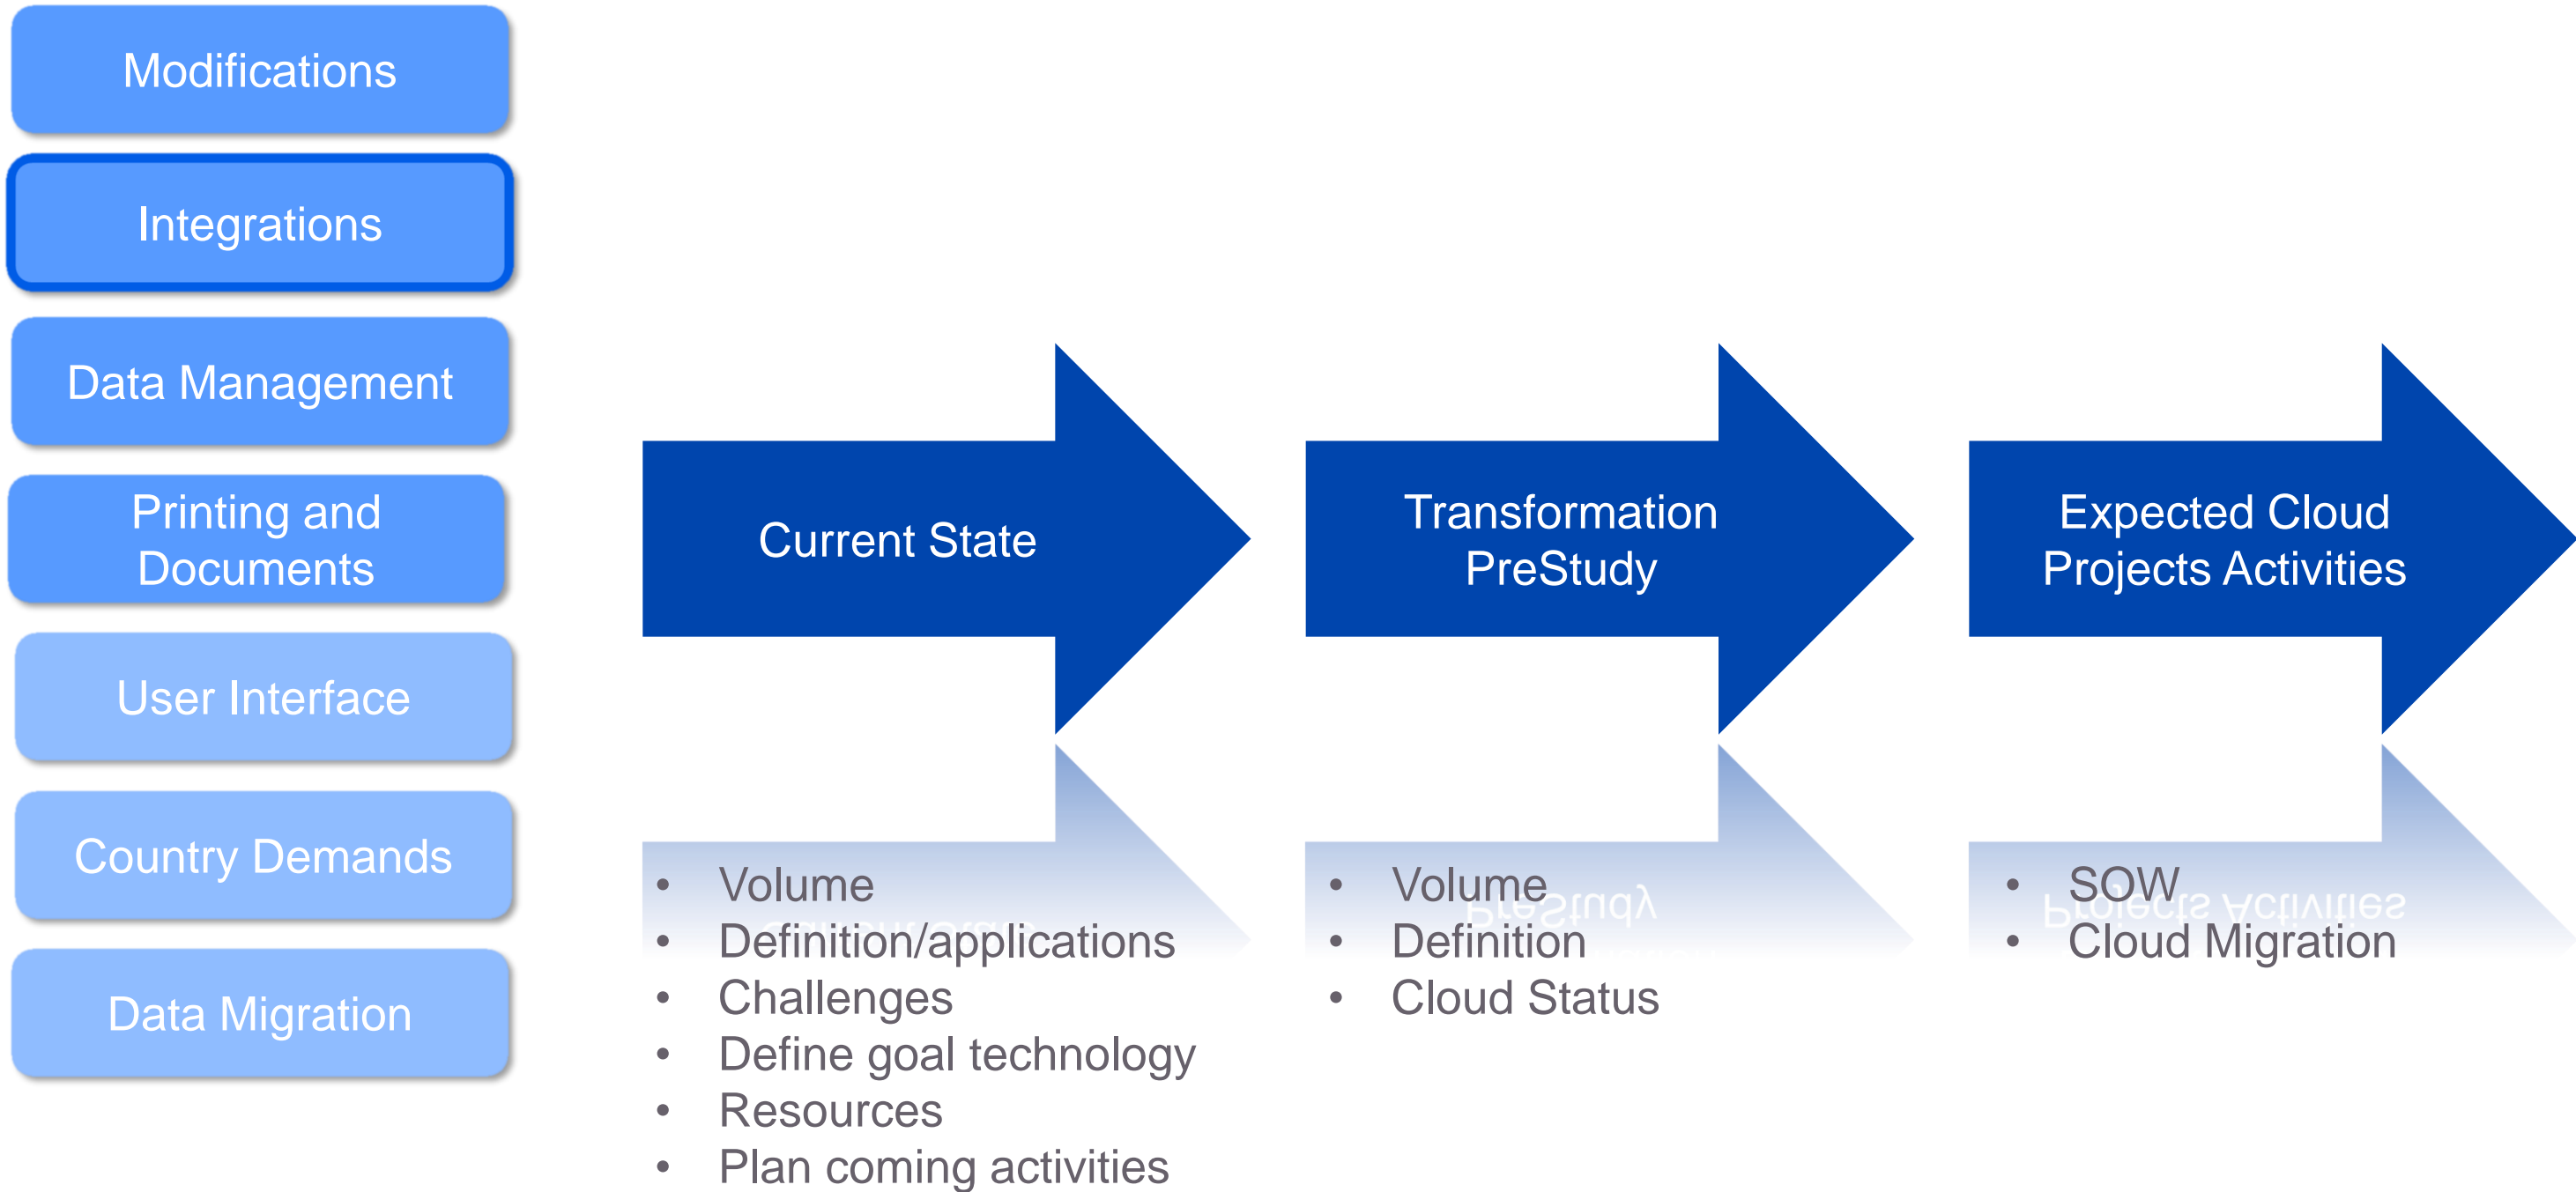 Modifications
Integrations
Data Management
Printing and
Documents
User Interface
Country Demands
Data Migration
Current State
Transformation
PreStudy
Expected Cloud
Projects Activities
• Volume
• Definition/applications
• Challenges
• Define goal technology
• Resources
• Plan coming activities
• Volume
• Definition
• Cloud Status
• SOW
• Cloud Migration